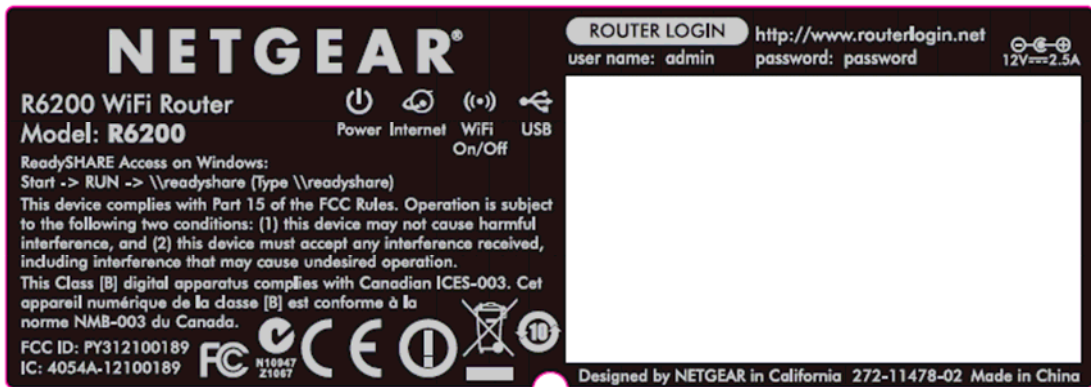 NETGEAR®
R6200 WiFi Router
Model: R6200
Power Internet WiFi On/Off USB
ReadySHARE Access on Windows:
Start -> RUN -> \\readyshare (Type \\readyshare)
This device complies with Part 15 of the FCC Rules. Operation is subject
to the following two conditions: (1) this device may not cause harmful
interference, and (2) this device must accept any interference received,
including interference that may cause undesired operation.
This Class [B] digital apparatus complies with Canadian ICES-003. Cet
appareil numérique de la classe [B] est conforme à la
norme NMB-003 du Canada.
FCC ID: PY312100189
IC: 4054A-12100189
FC
N10947
Z1067
CE
10
ROUTER LOGIN
http://www.routerlogin.net
user name: admin
password: password
12V 2.5A
Designed by NETGEAR in California 272-11478-02 Made in China